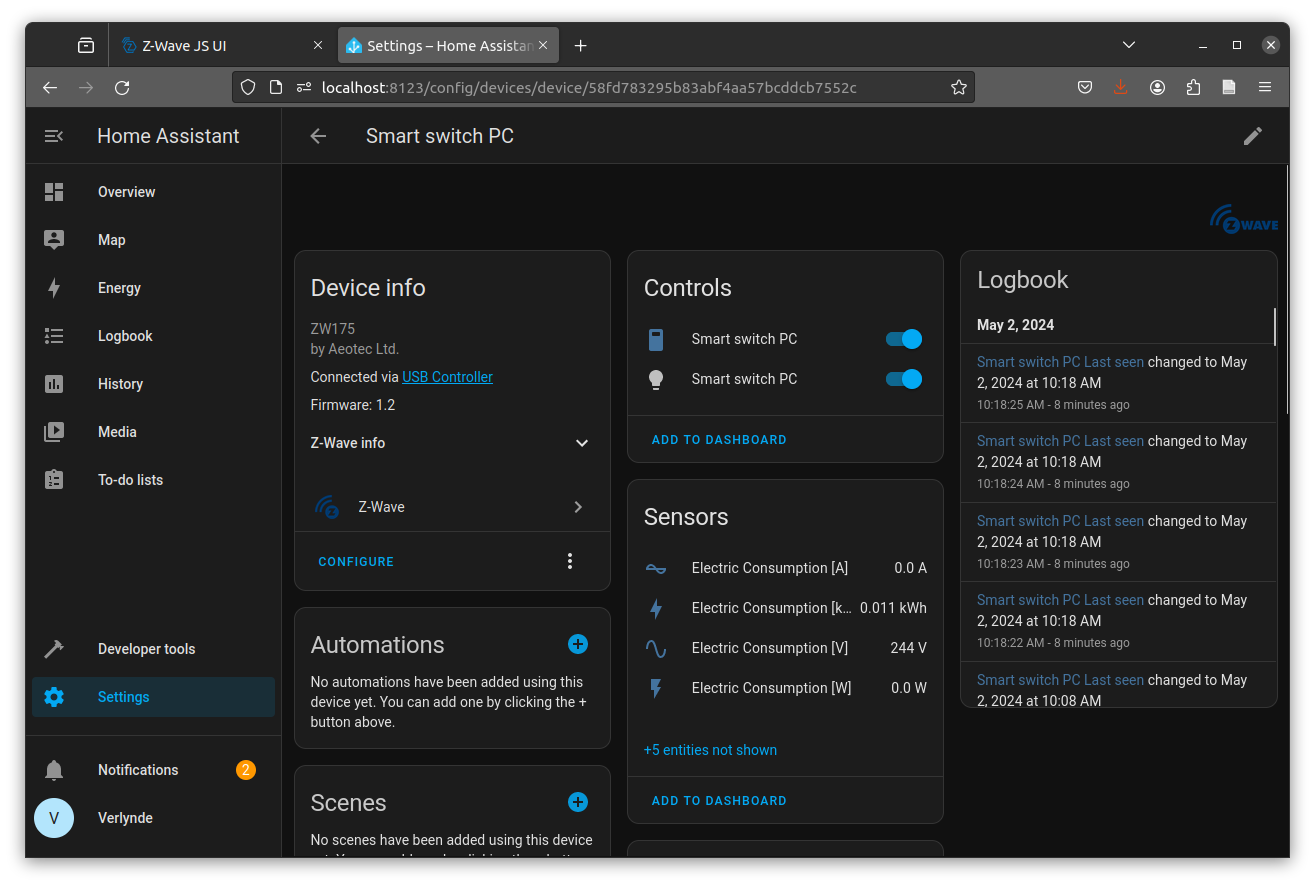 Z-Wave JS UI
Settings – Home Assistan
localhost:8123/config/devices/device/58fd783295b83abf4aa57bcddcb7552c
Home Assistant
Smart switch PC
Overview
Map
Energy
Logbook
History
Media
To-do lists
Developer tools
Settings
Notifications
2
V
Verlynde
Z WAVE
Device info
ZW175
by Aeotec Ltd.
Connected via USB Controller
Firmware: 1.2
Z-Wave info
Z
Z-Wave
CONFIGURE
Automations
No automations have been added using this
device yet. You can add one by clicking the +
button above.
Scenes
No scenes have been added using this device
Controls
Smart switch PC
Smart switch PC
ADD TO DASHBOARD
Sensors
Electric Consumption [A] 0.0 A
Electric Consumption [k... 0.011 kWh
Electric Consumption [V] 244 V
Electric Consumption [W] 0.0 W
+5 entities not shown
ADD TO DASHBOARD
Logbook
May 2, 2024
Smart switch PC Last seen changed to May
2, 2024 at 10:18 AM
10:18:25 AM - 8 minutes ago
Smart switch PC Last seen changed to May
2, 2024 at 10:18 AM
10:18:24 AM - 8 minutes ago
Smart switch PC Last seen changed to May
2, 2024 at 10:18 AM
10:18:23 AM - 8 minutes ago
Smart switch PC Last seen changed to May
2, 2024 at 10:18 AM
10:18:22 AM - 8 minutes ago
Smart switch PC Last seen changed to May
2, 2024 at 10:08 AM